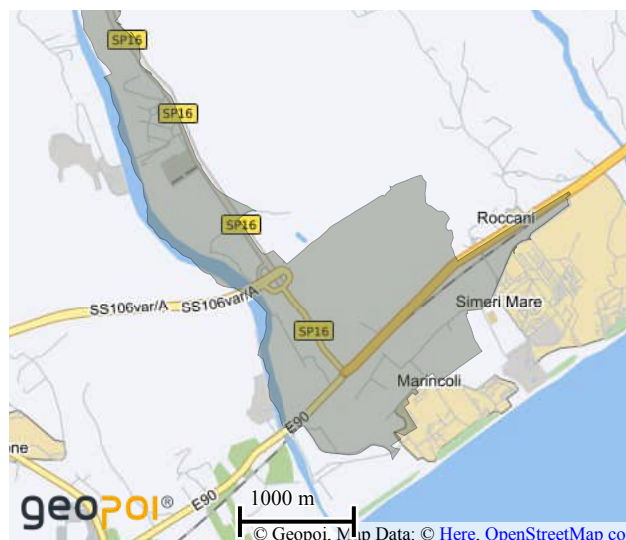 SP16
SP16
Roccani
SP16
Simeri Mare
SS106var/A
SS106var/A
SP16
Marincoli
E90
one
E90
geopoi®
1000 m
© Geopoi, Map Data: © Here, OpenStreetMap co